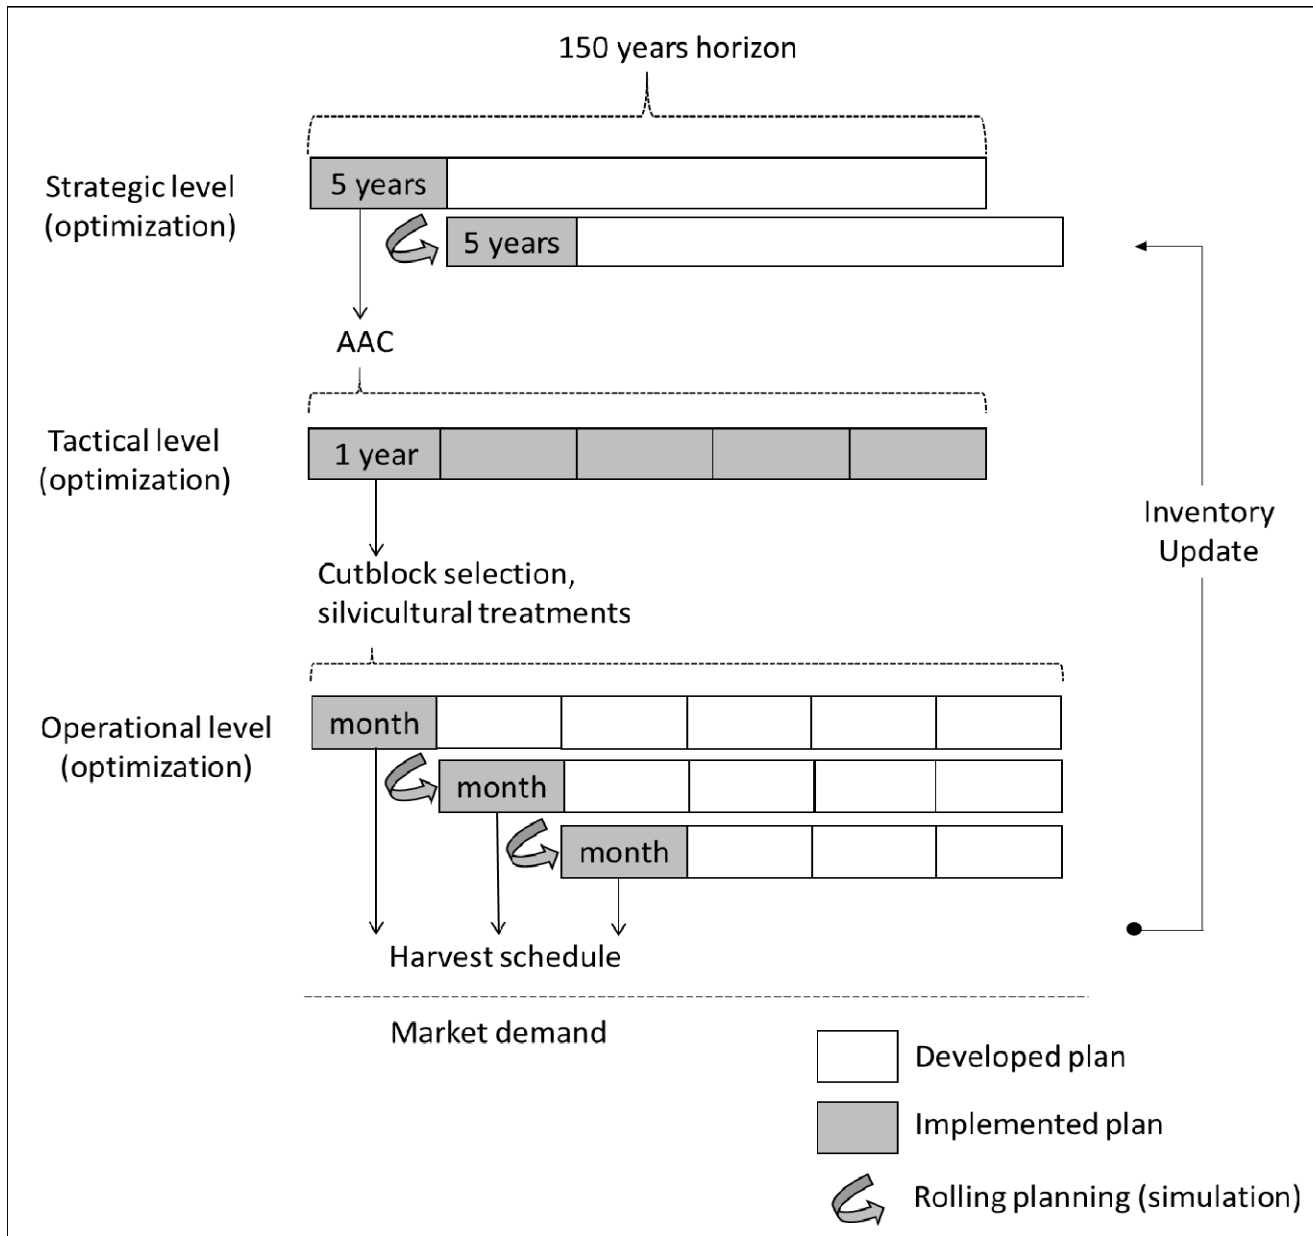 150 years horizon
Strategic level
(optimization)
5 years
5 years
AAC
Tactical level
(optimization)
1 year
Inventory
Update
Cutblock selection,
silvicultural treatments
Operational level
(optimization)
month
month
month
Harvest schedule
Market demand
Developed plan
Implemented plan
Rolling planning (simulation)